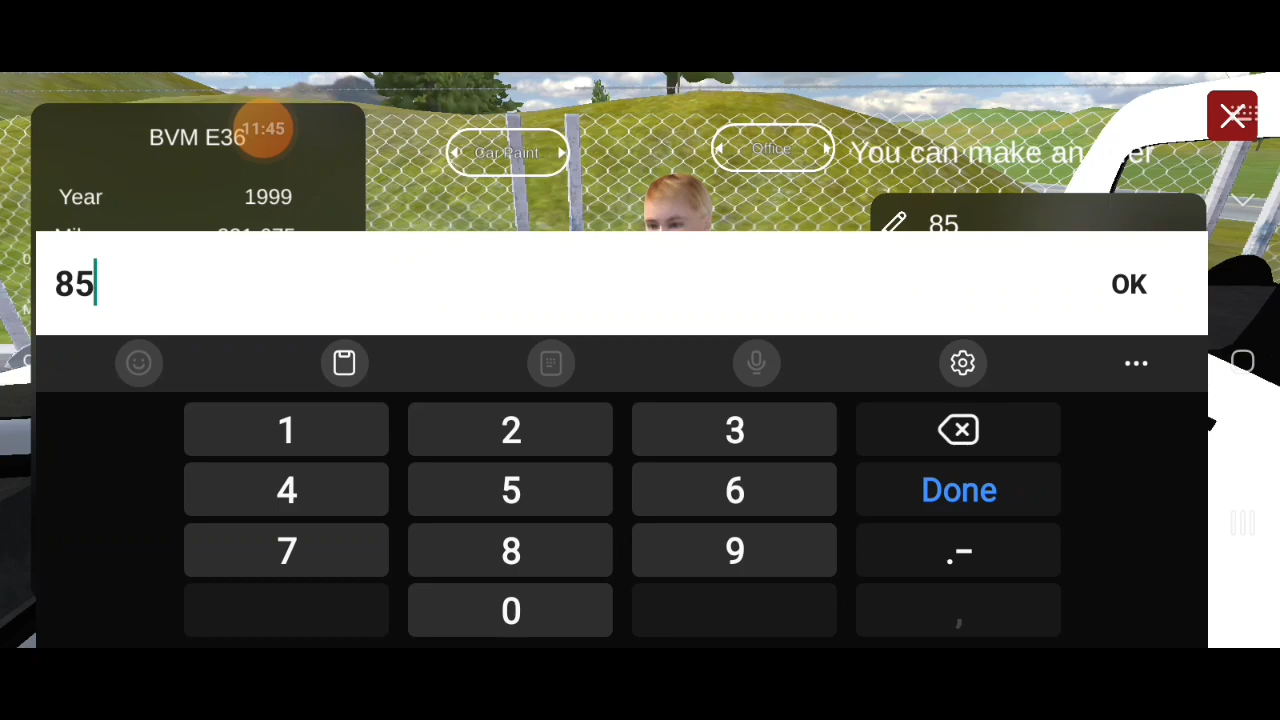 BVM E36
11:45
Car Paint
Office
You can make an
Year 1999
85
85
OK
1 2 3
4 5 6 Done
7 8 9 .-
0 ,